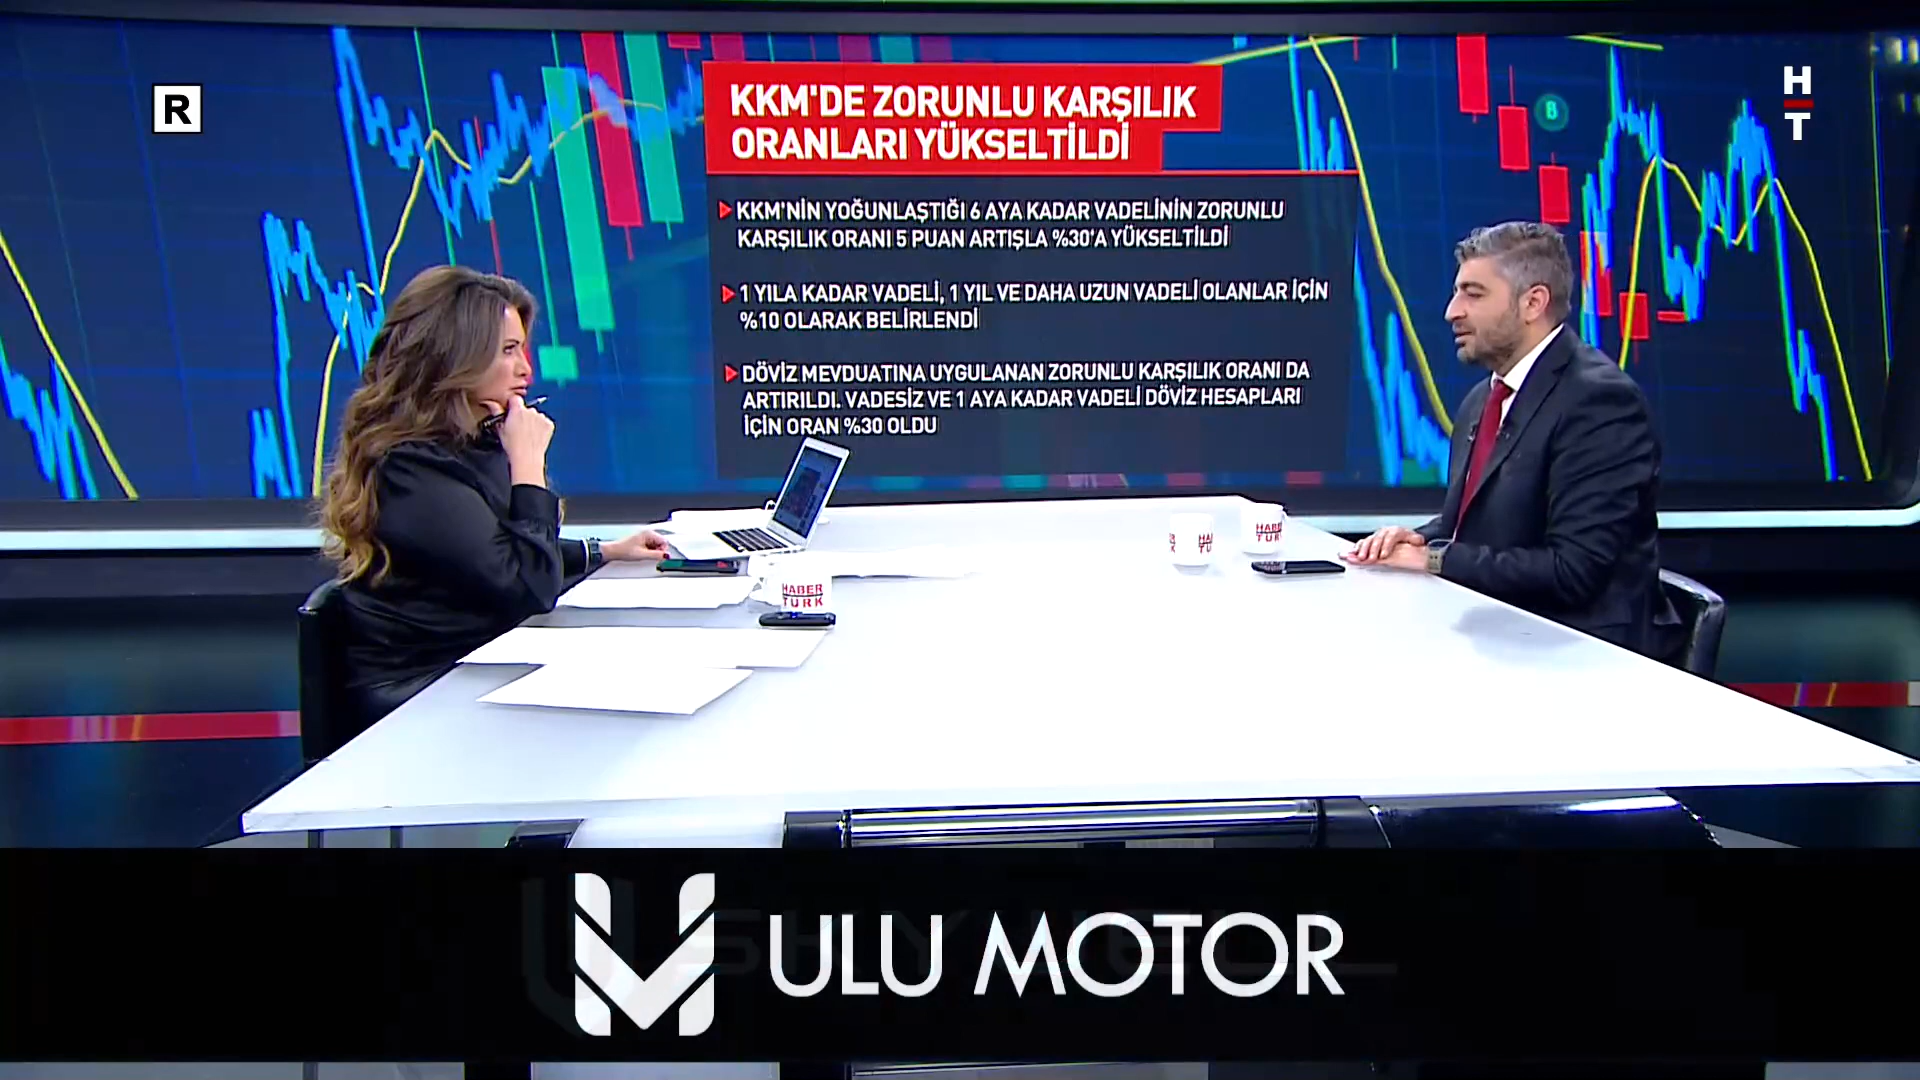 R
H
T
B
KKM'DE ZORUNLU KARŞILIK
ORANLARI YÜKSELTİLDİ
KKM'NİN YOĞUNLAŞTIĞI 6 AYA KADAR VADELİNİN ZORUNLU
KARŞILIK ORANI 5 PUAN ARTIŞLA %30'A YÜKSELTİLDİ
1 YILA KADAR VADELİ, 1 YIL VE DAHA UZUN VADELİ OLANLAR İÇİN
%10 OLARAK BELİRLENDİ
DÖVİZ MEVDUATINA UYGULANAN ZORUNLU KARŞILIK ORANI DA
ARTIRILDI. VADESİZ VE 1 AYA KADAR VADELİ DÖVİZ HESAPLARI
İÇİN ORAN %30 OLDU
HABER
TÜRK
HABER
TÜRK
ULU MOTOR